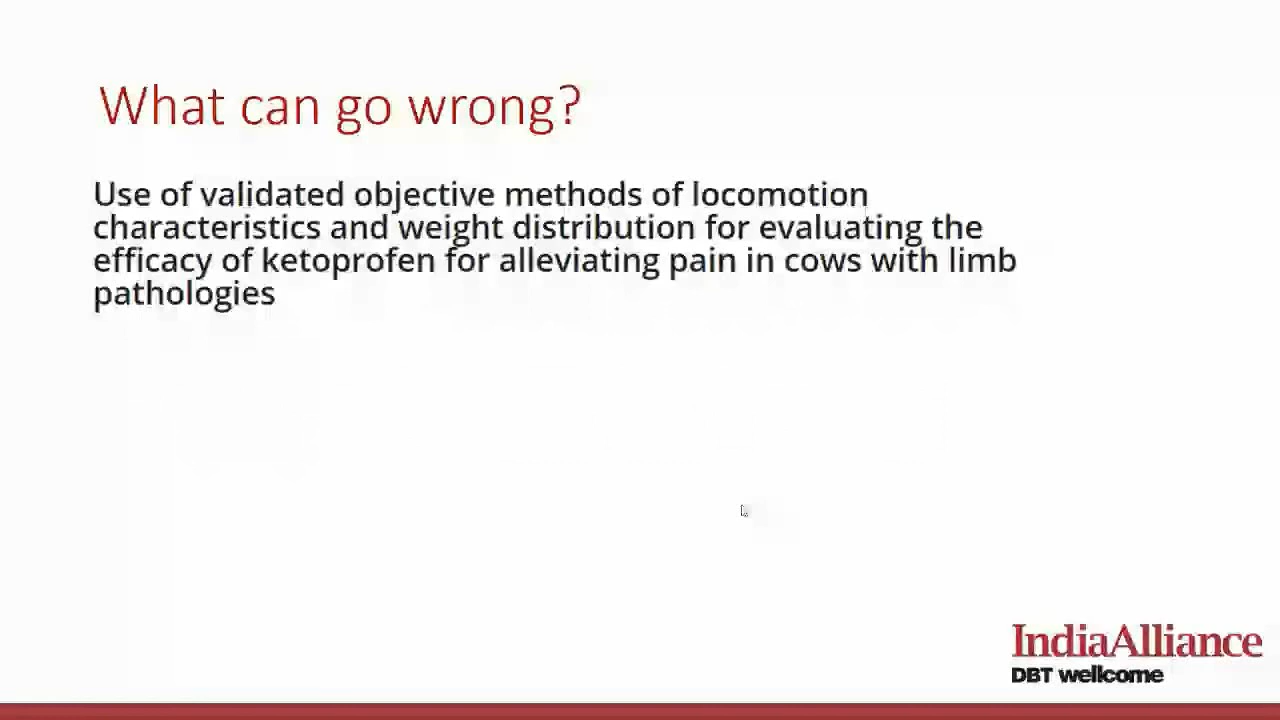 What can go wrong?
Use of validated objective methods of locomotion
characteristics and weight distribution for evaluating the
efficacy of ketoprofen for alleviating pain in cows with limb
pathologies
IndiaAlliance
DBT wellcome